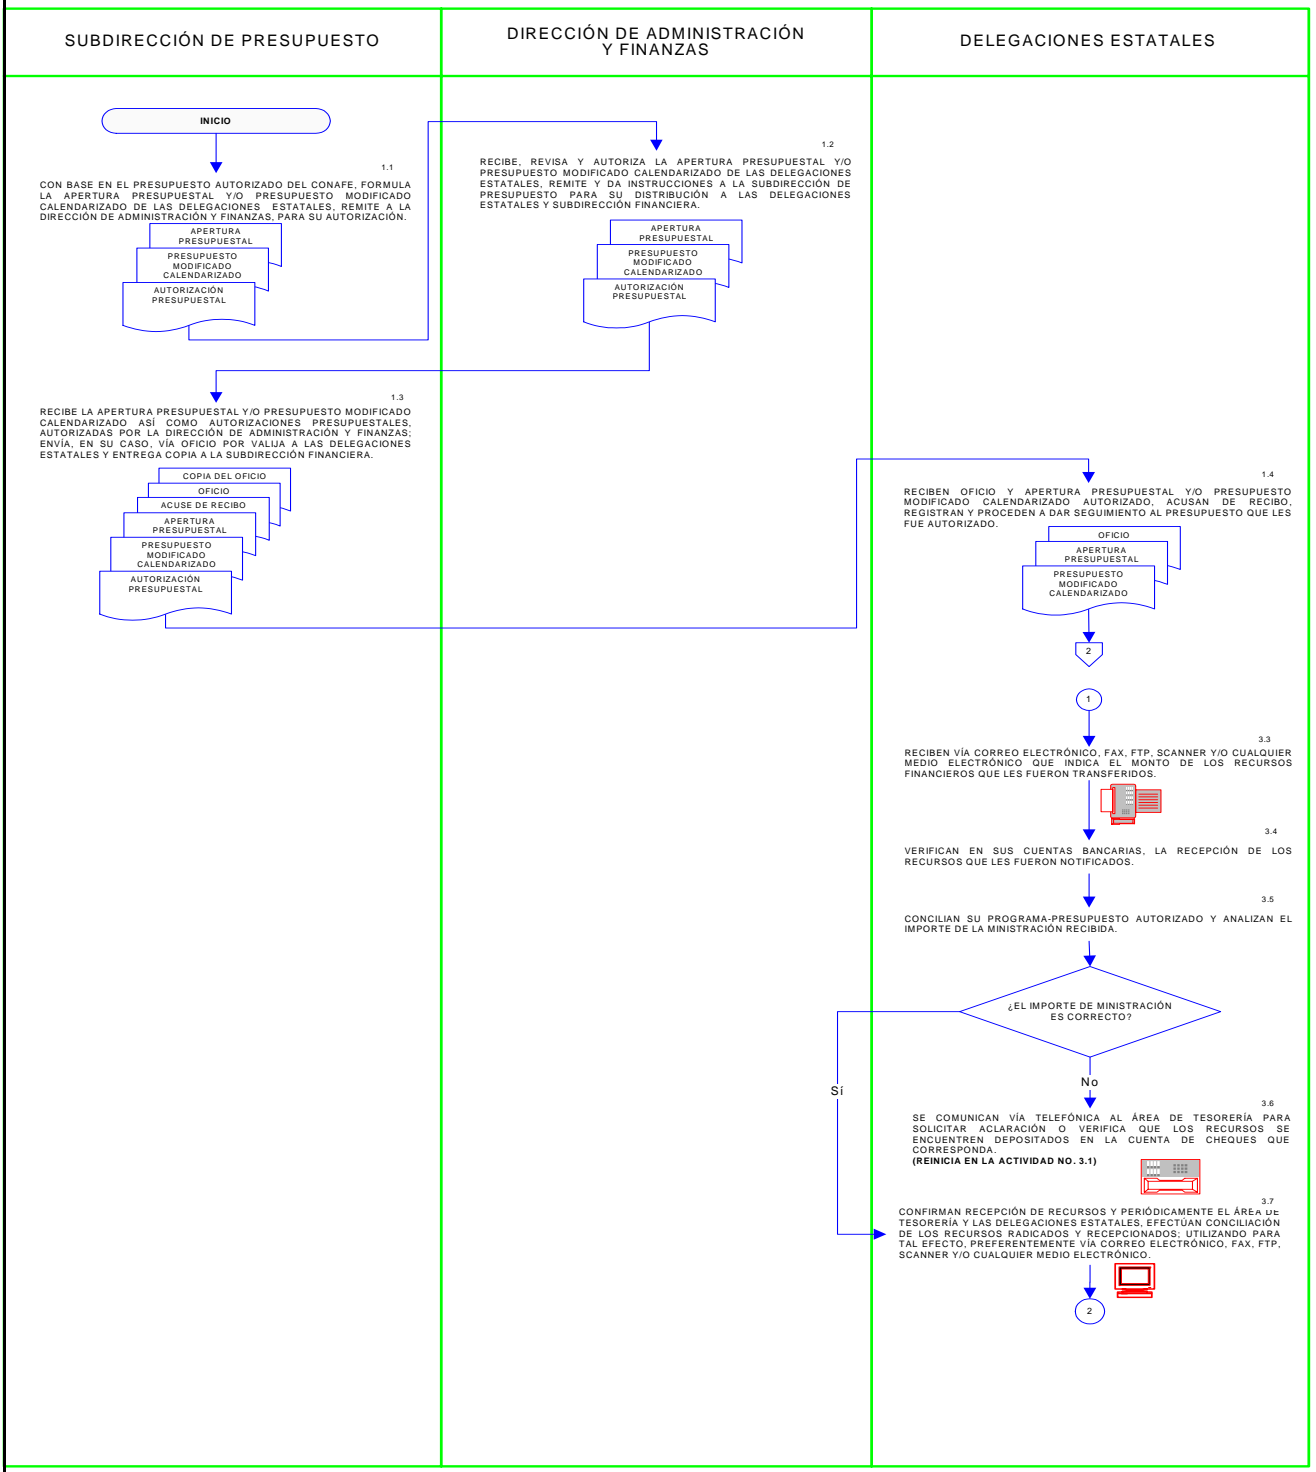 SUBDIRECCIÓN DE PRESUPUESTO
DIRECCIÓN DE ADMINISTRACIÓN
Y FINANZAS
DELEGACIONES ESTATALES
INICIO
1.1
CON BASE EN EL PRESUPUESTO AUTORIZADO DEL CONAFE, FORMULA
LA APERTURA PRESUPUESTAL Y/O PRESUPUESTO MODIFICADO
CALENDARIZADO DE LAS DELEGACIONES ESTATALES, REMITE A LA
DIRECCIÓN DE ADMINISTRACIÓN Y FINANZAS, PARA SU AUTORIZACIÓN.
APERTURA
PRESUPUESTAL
PRESUPUESTO
MODIFICADO
CALENDARIZADO
AUTORIZACIÓN
PRESUPUESTAL
1.2
RECIBE, REVISA Y AUTORIZA LA APERTURA PRESUPUESTAL Y/O
PRESUPUESTO MODIFICADO CALENDARIZADO DE LAS DELEGACIONES
ESTATALES, REMITE Y DA INSTRUCCIONES A LA SUBDIRECCIÓN DE
PRESUPUESTO PARA SU DISTRIBUCIÓN A LAS DELEGACIONES
ESTATALES Y SUBDIRECCIÓN FINANCIERA.
APERTURA
PRESUPUESTAL
PRESUPUESTO
MODIFICADO
CALENDARIZADO
AUTORIZACIÓN
PRESUPUESTAL
1.3
RECIBE LA APERTURA PRESUPUESTAL Y/O PRESUPUESTO MODIFICADO
CALENDARIZADO ASÍ COMO AUTORIZACIONES PRESUPUESTALES,
AUTORIZADAS POR LA DIRECCIÓN DE ADMINISTRACIÓN Y FINANZAS;
ENVÍA, EN SU CASO, VÍA OFICIO POR VALIJA A LAS DELEGACIONES
ESTATALES Y ENTREGA COPIA A LA SUBDIRECCIÓN FINANCIERA.
COPIA DEL OFICIO
OFICIO
ACUSE DE RECIBO
APERTURA
PRESUPUESTAL
PRESUPUESTO
MODIFICADO
CALENDARIZADO
AUTORIZACIÓN
PRESUPUESTAL
1.4
RECIBEN OFICIO Y APERTURA PRESUPUESTAL Y/O PRESUPUESTO
MODIFICADO CALENDARIZADO AUTORIZADO, ACUSAN DE RECIBO,
REGISTRAN Y PROCEDEN A DAR SEGUIMIENTO AL PRESUPUESTO QUE LES
FUE AUTORIZADO.
OFICIO
APERTURA
PRESUPUESTAL
PRESUPUESTO
MODIFICADO
CALENDARIZADO
2
1
3.3
RECIBEN VÍA CORREO ELECTRÓNICO, FAX, FTP, SCANNER Y/O CUALQUIER
MEDIO ELECTRÓNICO QUE INDICA EL MONTO DE LOS RECURSOS
FINANCIEROS QUE LES FUERON TRANSFERIDOS.
3.4
VERIFICAN EN SUS CUENTAS BANCARIAS, LA RECEPCIÓN DE LOS
RECURSOS QUE LES FUERON NOTIFICADOS.
3.5
CONCILIAN SU PROGRAMA-PRESUPUESTO AUTORIZADO Y ANALIZAN EL
IMPORTE DE LA MINISTRACIÓN RECIBIDA.
¿EL IMPORTE DE MINISTRACIÓN
ES CORRECTO?
Sí
No
3.6
SE COMUNICAN VÍA TELEFÓNICA AL ÁREA DE TESORERÍA PARA
SOLICITAR ACLARACIÓN O VERIFICA QUE LOS RECURSOS SE
ENCUENTREN DEPOSITADOS EN LA CUENTA DE CHEQUES QUE
CORRESPONDA.
(REINICIA EN LA ACTIVIDAD NO. 3.1)
3.7
CONFIRMAN RECEPCIÓN DE RECURSOS Y PERIÓDICAMENTE EL ÁREA DE
TESORERÍA Y LAS DELEGACIONES ESTATALES, EFECTÚAN CONCILIACIÓN
DE LOS RECURSOS RADICADOS Y RECEPCIONADOS; UTILIZANDO PARA
TAL EFECTO, PREFERENTEMENTE VÍA CORREO ELECTRÓNICO, FAX, FTP,
SCANNER Y/O CUALQUIER MEDIO ELECTRÓNICO.
2